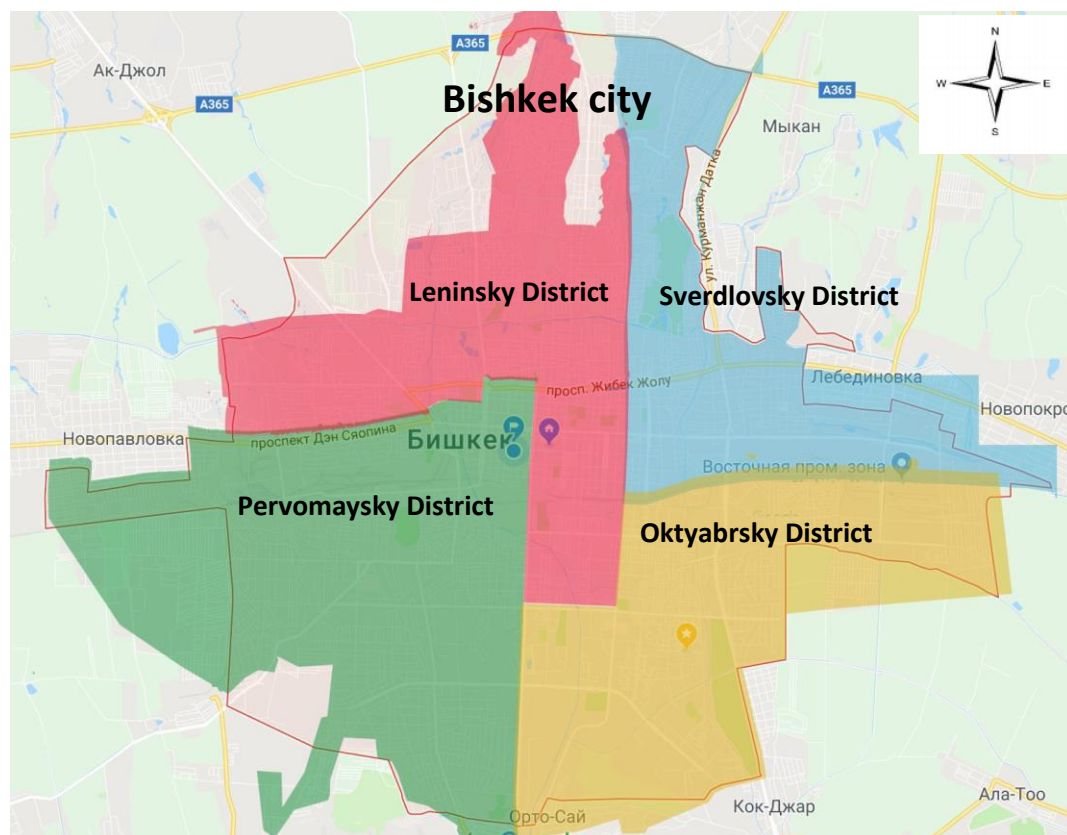 A365
A365
N
Ак-Джол
Bishkek city
W
E
A365
A365
S
Мыкан
ул. Курманжан Датка
Leninsky District
Sverdlovsky District
просп. Жибек Жолу
Лебединовка
Новопокро
Новопавловка
проспект Дэн Сяопина
Бишкек
Восточная пром. зона
Pervomaysky District
Oktyabrsky District
Орто-Сай
Кок-Джар
Ала-Тоо